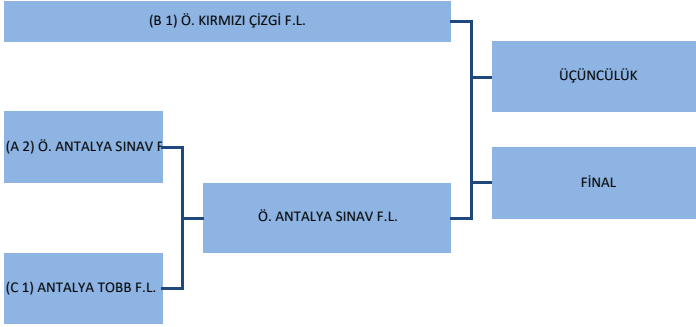 (B 1) Ö. KIRMIZI ÇİZGİ F.L.
ÜÇÜNCÜLÜK
(A 2) Ö. ANTALYA SINAV F
FİNAL
Ö. ANTALYA SINAV F.L.
(C 1) ANTALYA TOBB F.L.